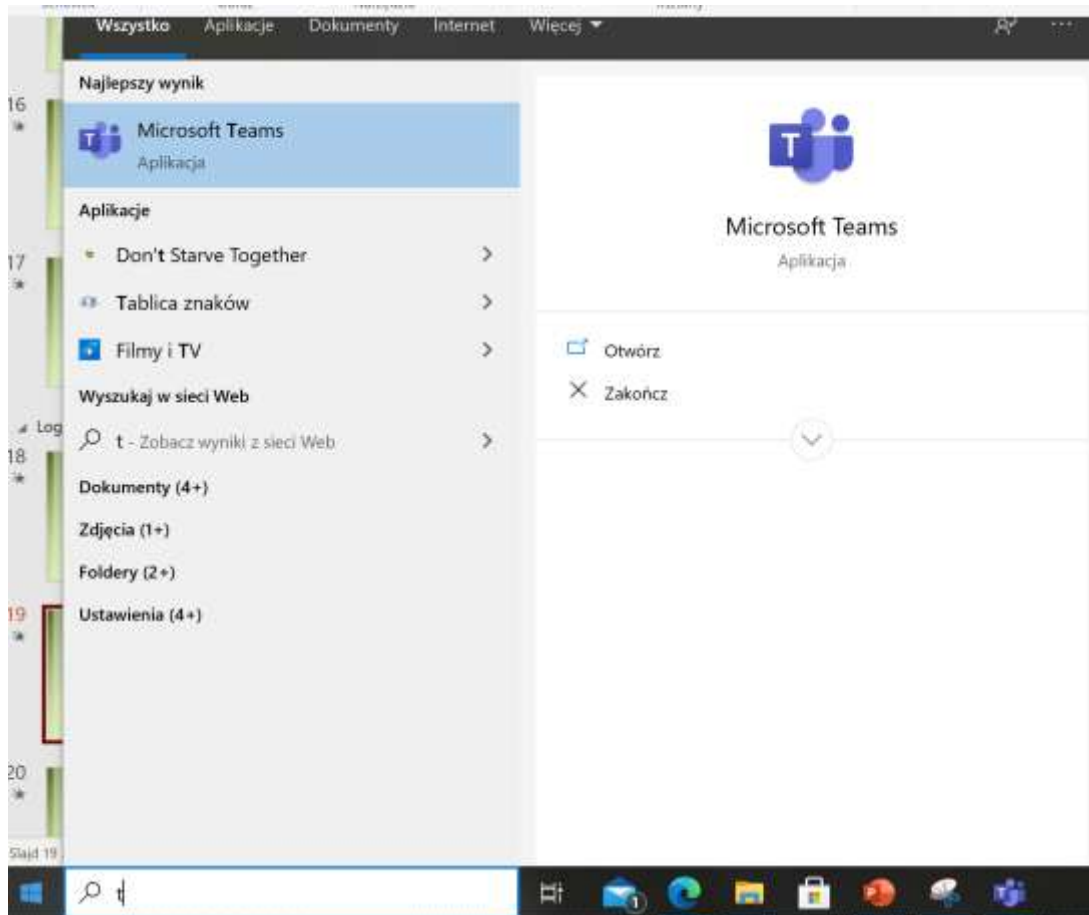 Wszystko Aplikacje Dokumenty Internet Więcej
Najlepszy wynik
Microsoft Teams
Aplikacja
Aplikacje
Don't Starve Together
Tablica znaków
Filmy i TV
Wyszukaj w sieci Web
t - Zobacz wyniki z sieci Web
Dokumenty (4+)
Zdjęcia (1+)
Foldery (2+)
Ustawienia (4+)
Microsoft Teams
Aplikacja
Otwórz
Zakończ
16
17
Log
18
19
20
Slajd 19
t
1